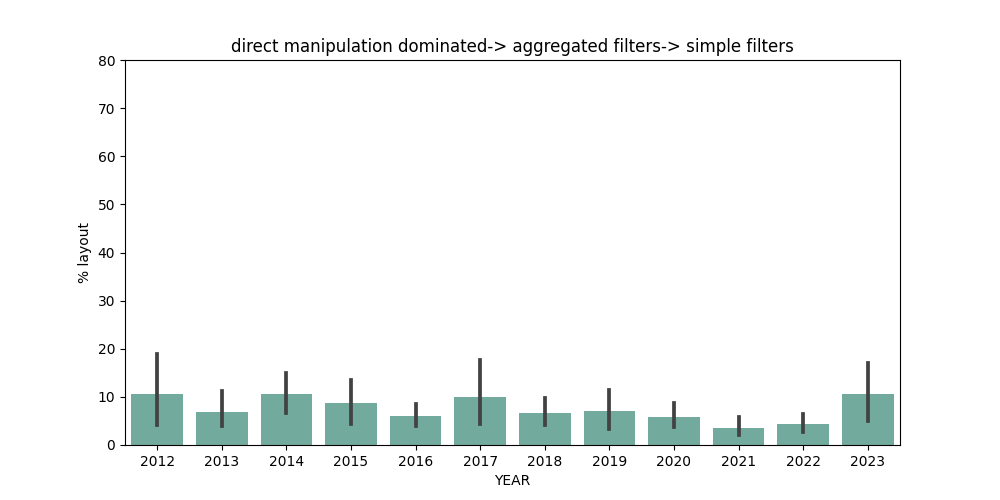 direct manipulation dominated-> aggregated filters-> simple filters
80
70
60
50
40
30
20
10
0
% layout
2012 2013 2014 2015 2016 2017 2018 2019 2020 2021 2022 2023
YEAR